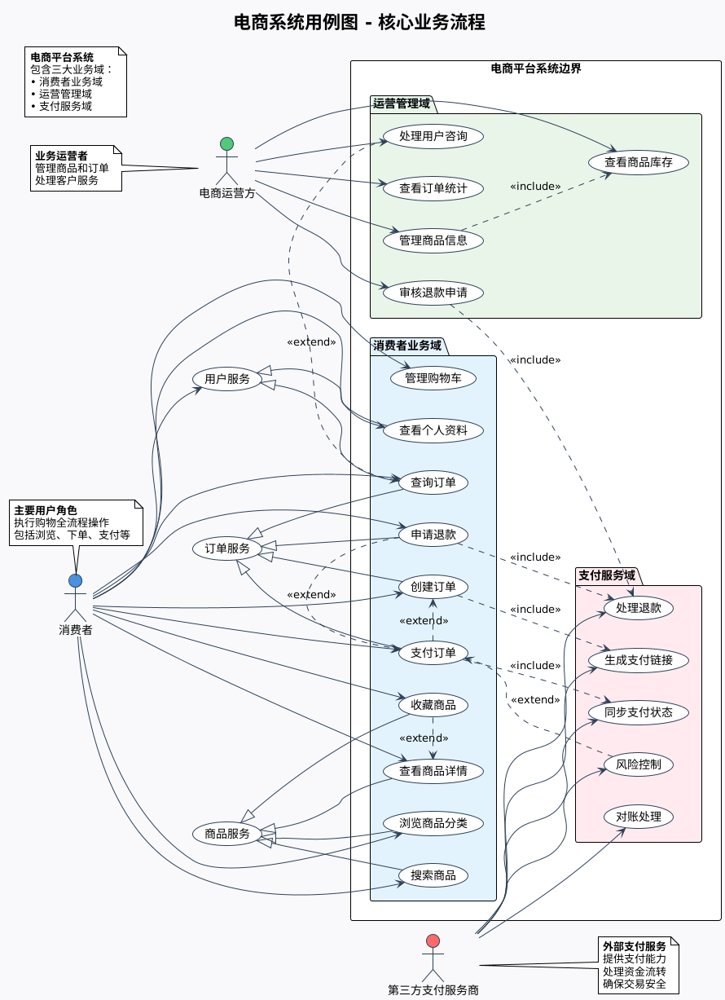 电商系统用例图 - 核心业务流程
电商平台系统
包含三大业务域：
• 消费者业务域
• 运营管理域
• 支付服务域
业务运营者
管理商品和订单
处理客户服务
电商运营方
电商平台系统边界
运营管理域
处理用户咨询
查看商品库存
查看订单统计
«include»
管理商品信息
审核退款申请
«extend»
«include»
消费者业务域
管理购物车
用户服务
查看个人资料
查询订单
主要用户角色
执行购物全流程操作
包括浏览、下单、支付等
消费者
订单服务
申请退款
«include»
支付服务域
«extend»
创建订单
«include»
处理退款
«extend»
支付订单
生成支付链接
«include»
收藏商品
«extend»
同步支付状态
«extend»
查看商品详情
风险控制
商品服务
浏览商品分类
对账处理
搜索商品
第三方支付服务商
外部支付服务
提供支付能力
处理资金流转
确保交易安全